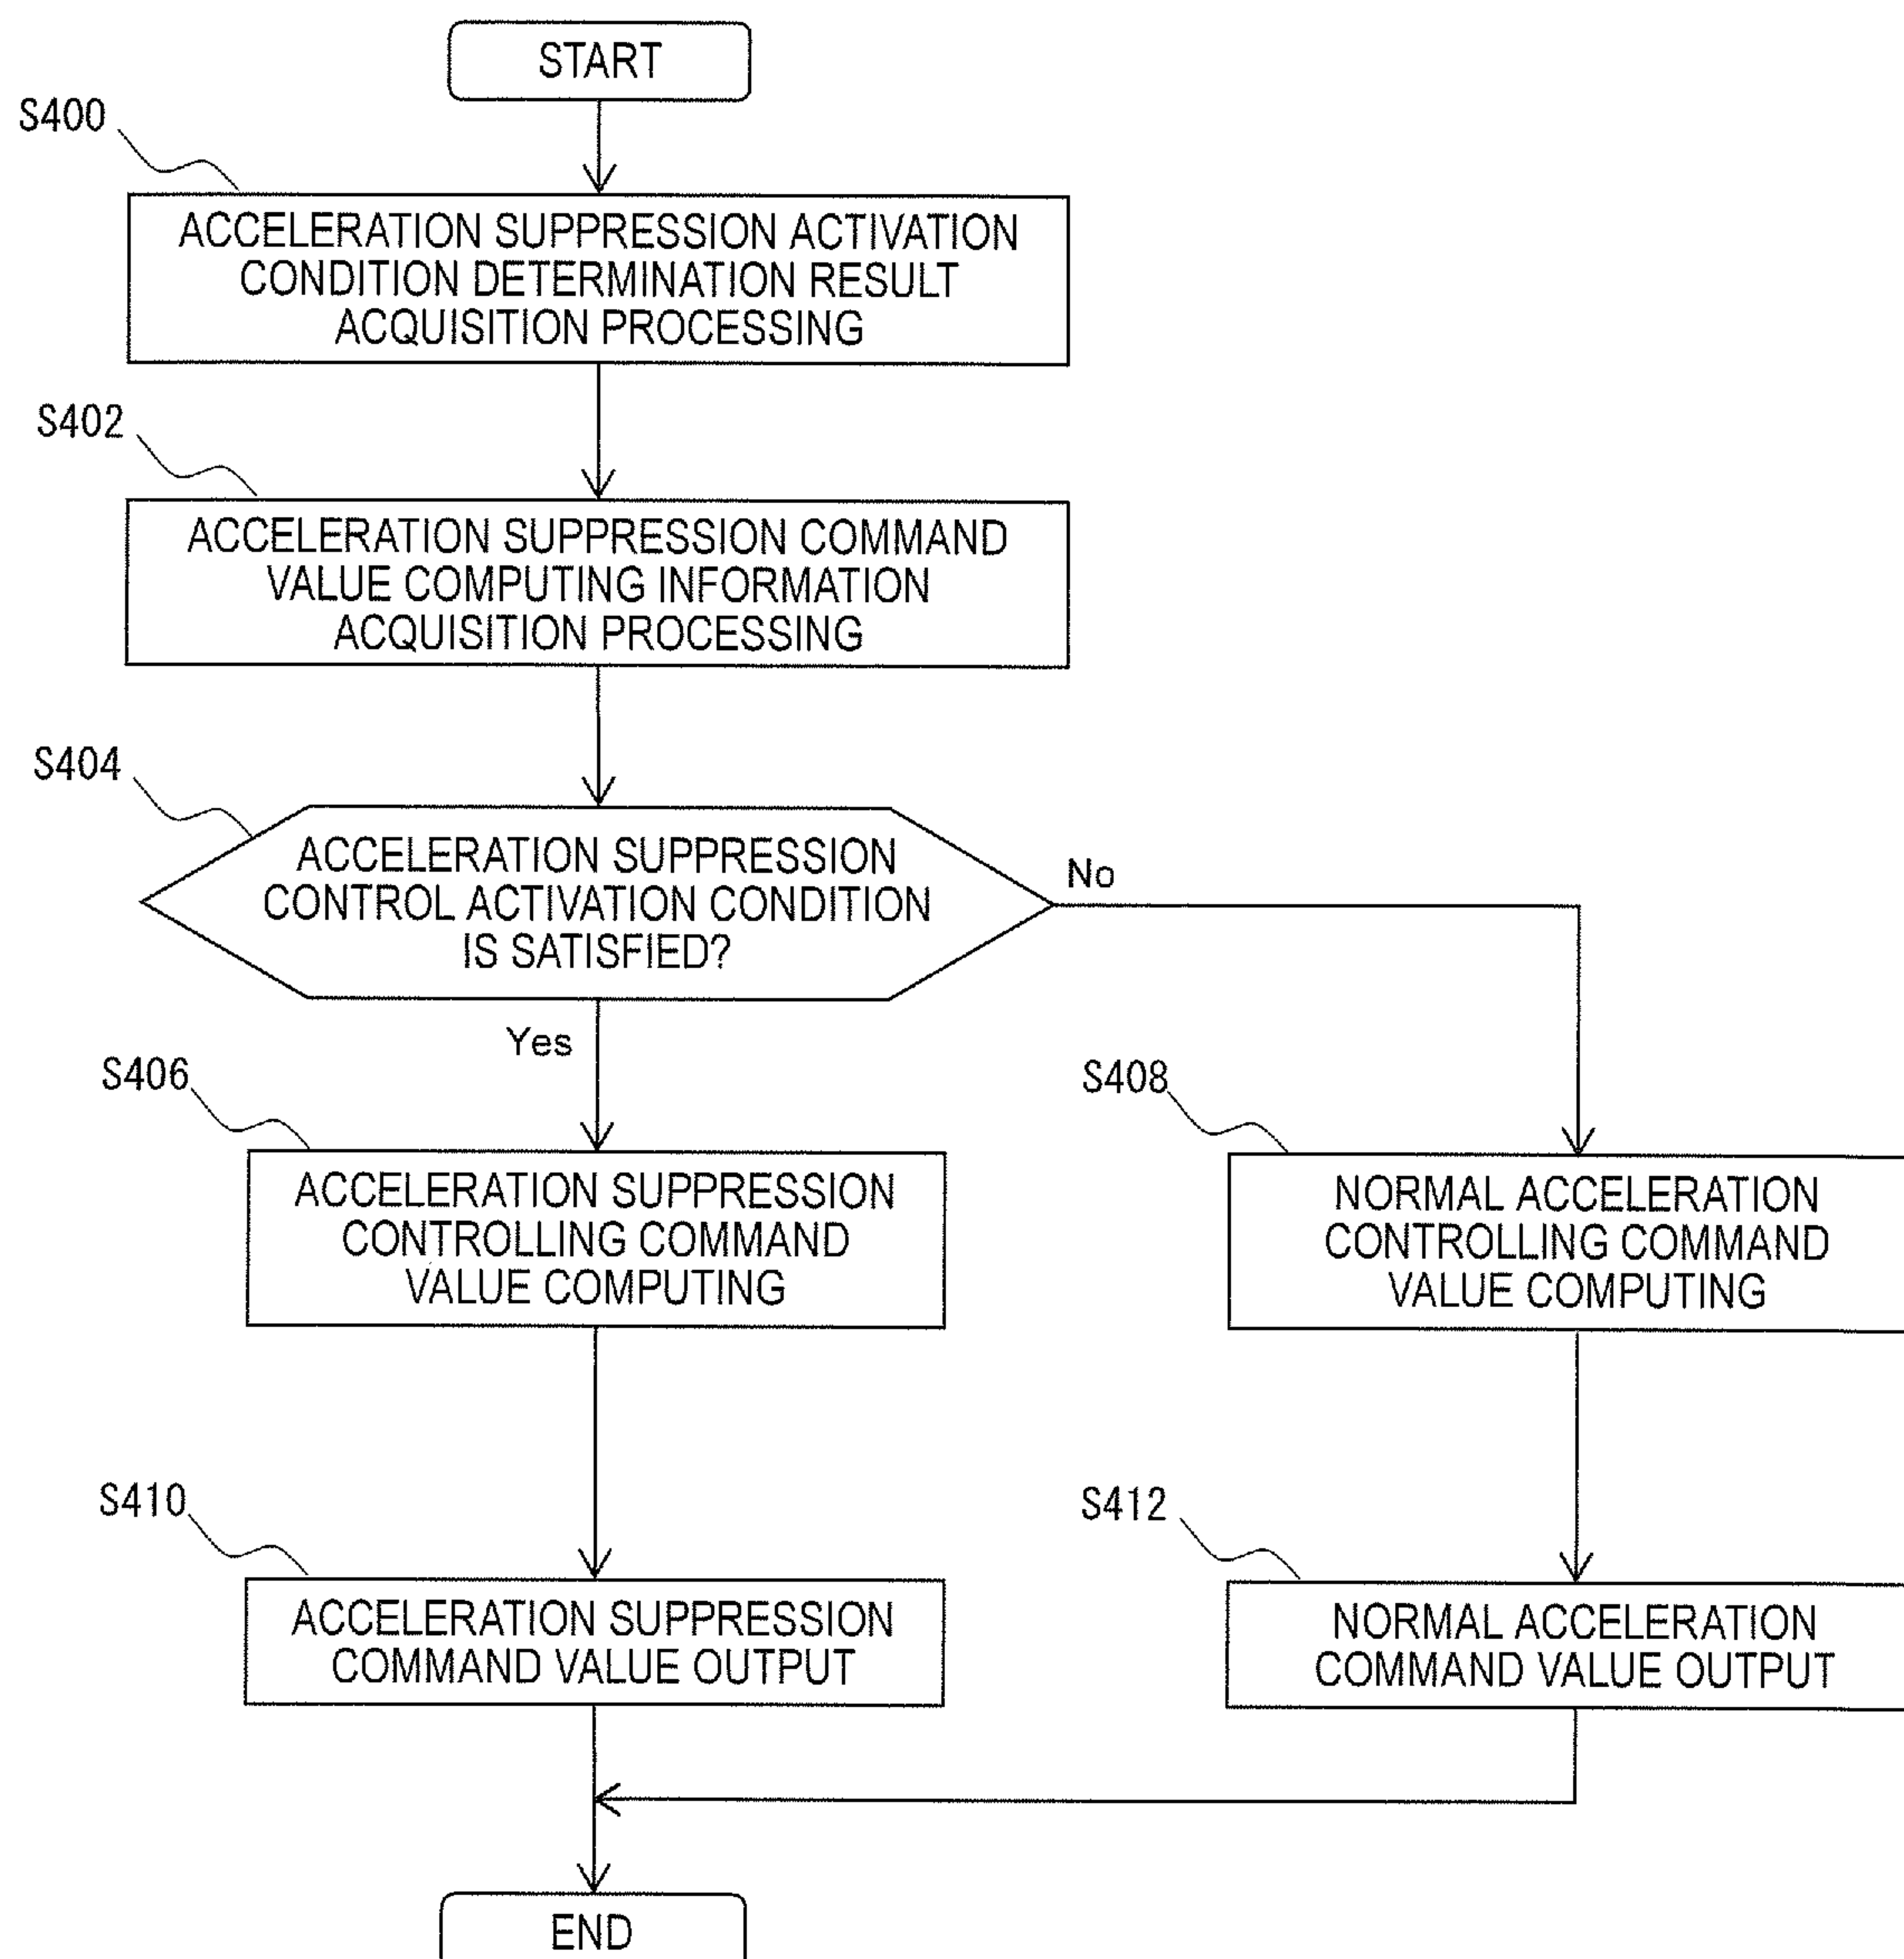 START
S400
ACCELERATION SUPPRESSION ACTIVATION
CONDITION DETERMINATION RESULT
ACQUISITION PROCESSING
S402
ACCELERATION SUPPRESSION COMMAND
VALUE COMPUTING INFORMATION
ACQUISITION PROCESSING
S404
ACCELERATION SUPPRESSION
CONTROL ACTIVATION CONDITION
IS SATISFIED?
No
Yes
S406
ACCELERATION SUPPRESSION
CONTROLLING COMMAND
VALUE COMPUTING
S408
NORMAL ACCELERATION
CONTROLLING COMMAND
VALUE COMPUTING
S410
ACCELERATION SUPPRESSION
COMMAND VALUE OUTPUT
S412
NORMAL ACCELERATION
COMMAND VALUE OUTPUT
END